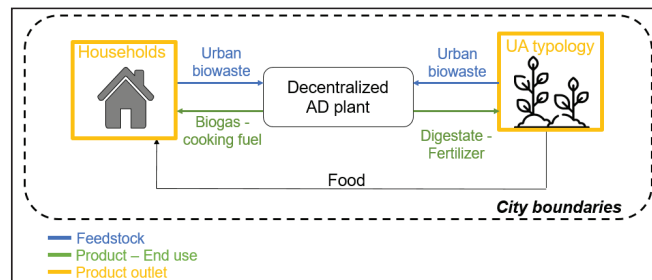 Households
Urban
biowaste
Decentralized
AD plant
Urban
biowaste
UA typology
Biogas -
cooking fuel
Digestate -
Fertilizer
Food
City boundaries
Feedstock
Product – End use
Product outlet